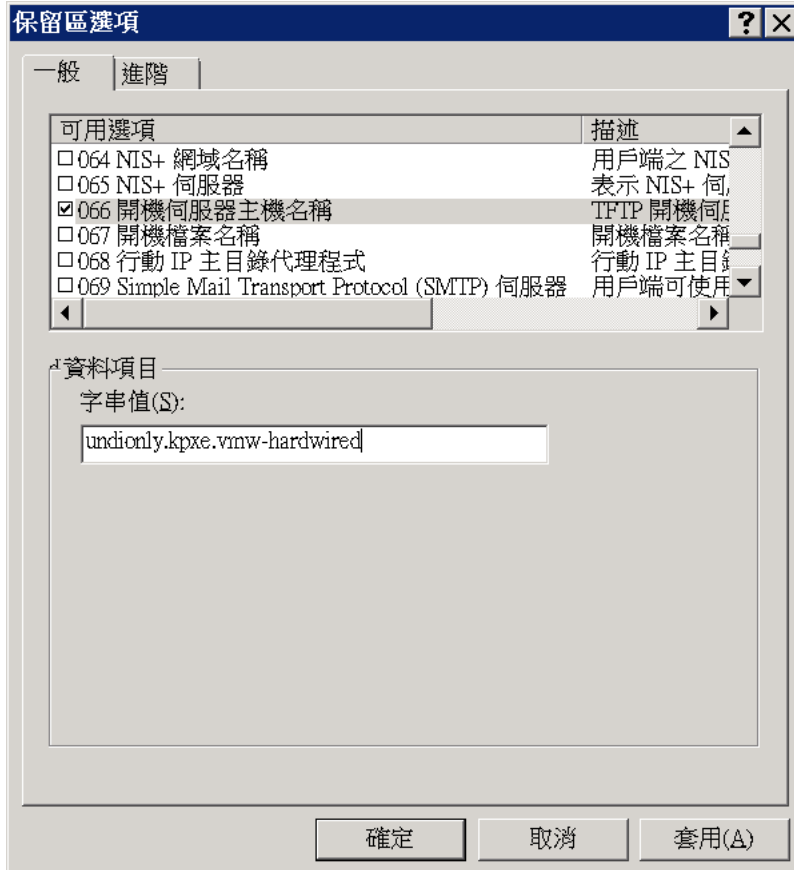 保留區選項
一般 進階
可用選項 描述
064 NIS+ 網域名稱 用戶端之 NIS
065 NIS+ 伺服器 表示 NIS+ 伺
066 開機伺服器主機名稱 TFTP 開機伺服
067 開機檔案名稱 開機檔案名稱
068 行動 IP 主目錄代理程式 行動 IP 主目錄
069 Simple Mail Transport Protocol (SMTP) 伺服器 用戶端可使用
資料項目
字串值(S):
undionly.kpxe.vmw-hardwired
確定 取消 套用(A)